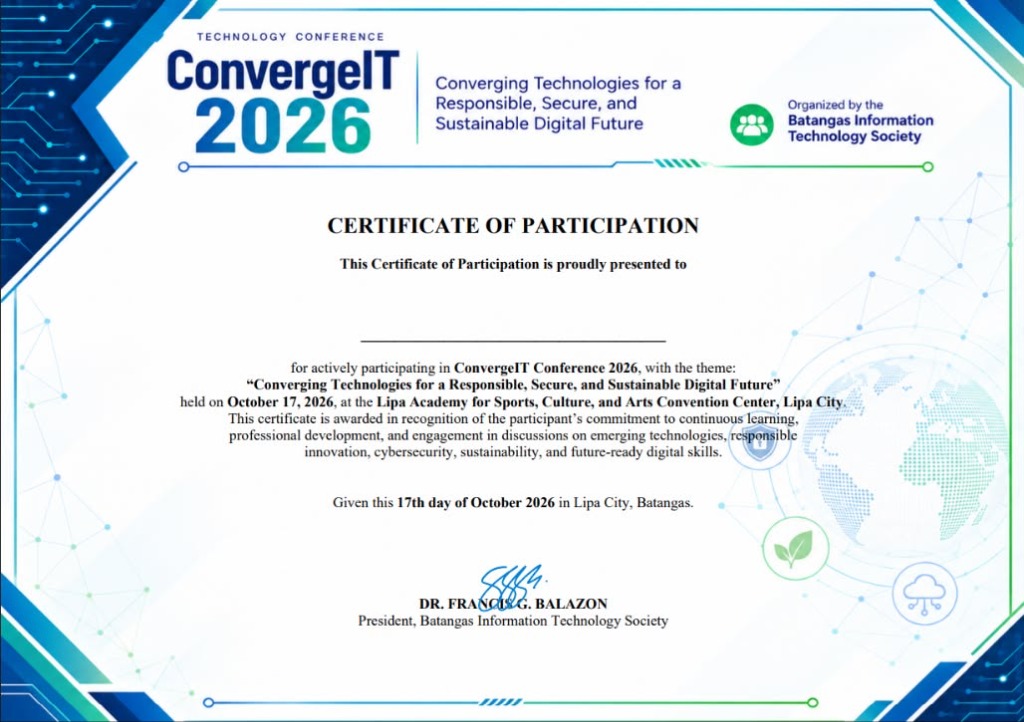 TECHNOLOGY CONFERENCE
ConvergeIT
2026
Converging Technologies for a
Responsible, Secure, and
Sustainable Digital Future
Organized by the
Batangas Information
Technology Society
CERTIFICATE OF PARTICIPATION
This Certificate of Participation is proudly presented to
for actively participating in ConvergeIT Conference 2026, with the theme:
“Converging Technologies for a Responsible, Secure, and Sustainable Digital Future”
held on October 17, 2026, at the Lipa Academy for Sports, Culture, and Arts Convention Center, Lipa City.
This certificate is awarded in recognition of the participant’s commitment to continuous learning,
professional development, and engagement in discussions on emerging technologies, responsible
innovation, cybersecurity, sustainability, and future-ready digital skills.
Given this 17th day of October 2026 in Lipa City, Batangas.
DR. FRANCIS G. BALAZON
President, Batangas Information Technology Society